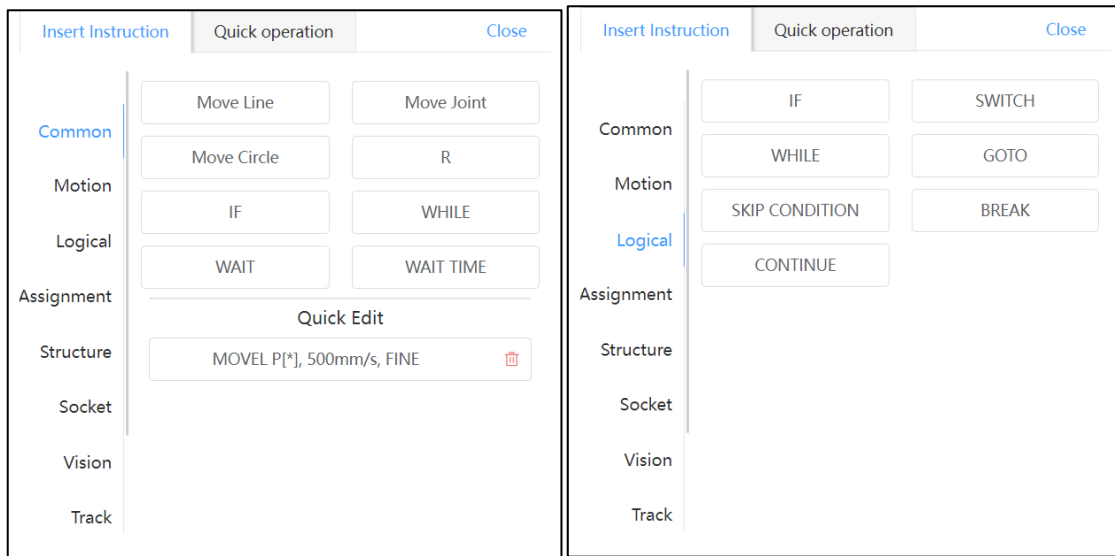 Insert Instruction Quick operation Close
Common
Motion
Logical
Assignment
Structure
Socket
Vision
Track
Move Line Move Joint
Move Circle R
IF WHILE
WAIT WAIT TIME
Quick Edit
MOVEL P[*], 500mm/s, FINE
Insert Instruction Quick operation Close
Common
Motion
Logical
Assignment
Structure
Socket
Vision
Track
IF SWITCH
WHILE GOTO
SKIP CONDITION BREAK
CONTINUE